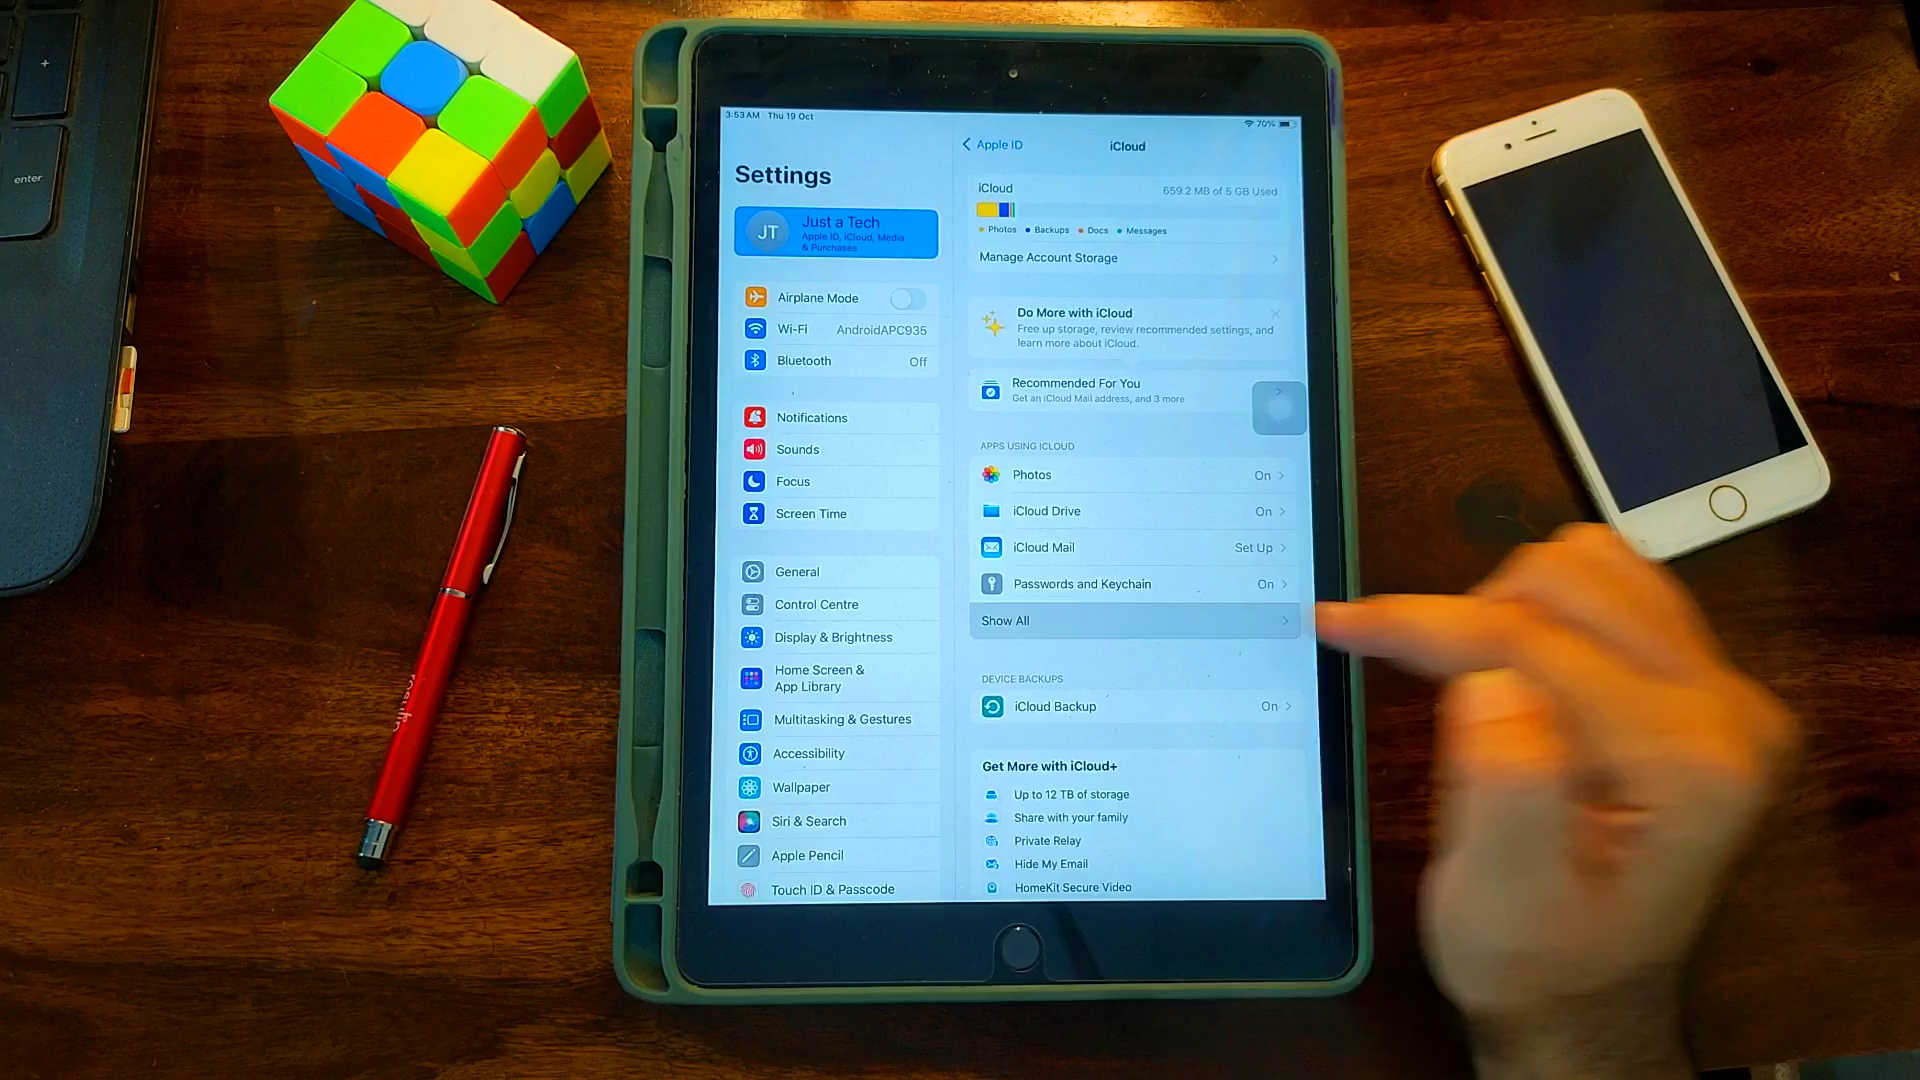 +
enter
3:53 AM Thu 19 Oct
70%
Settings
JT
Just a Tech
Apple ID, iCloud, Media
& Purchases
Airplane Mode
Wi-Fi AndroidAPC935
Bluetooth Off
Notifications
Sounds
Focus
Screen Time
General
Control Centre
Display & Brightness
Home Screen &
App Library
Multitasking & Gestures
Accessibility
Wallpaper
Siri & Search
Apple Pencil
Touch ID & Passcode
Apple ID
iCloud
iCloud 659.2 MB of 5 GB Used
Photos Backups Docs Messages
Manage Account Storage
Do More with iCloud
Free up storage, review recommended settings, and
learn more about iCloud.
Recommended For You
Get an iCloud Mail address, and 3 more
APPS USING ICLOUD
Photos On
iCloud Drive On
iCloud Mail Set Up
Passwords and Keychain On
Show All
DEVICE BACKUPS
iCloud Backup On
Get More with iCloud+
Up to 12 TB of storage
Share with your family
Private Relay
Hide My Email
HomeKit Secure Video